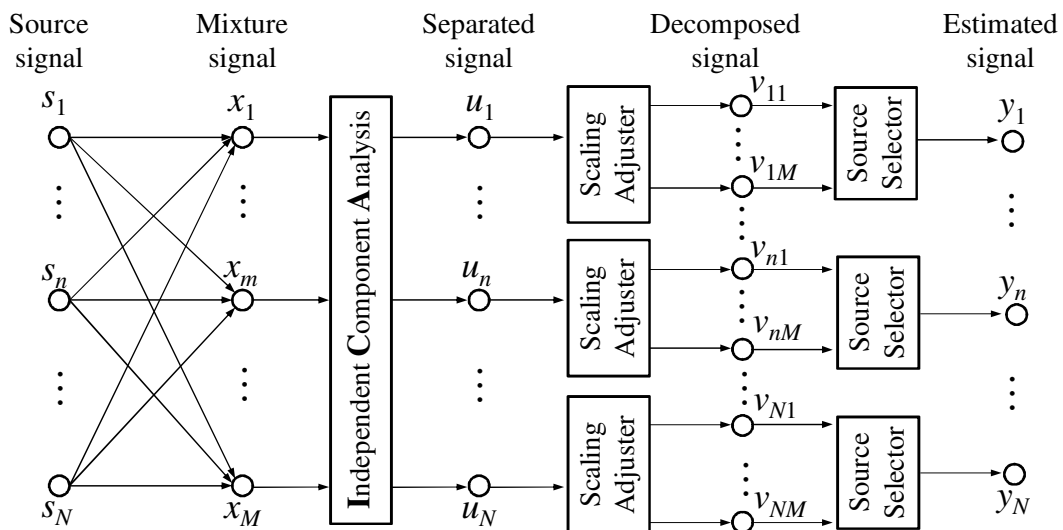 Source signal
Mixture signal
Separated signal
Decomposed signal
Estimated signal
s1
sn
sN
x1
xm
xM
Independent Component Analysis
u1
un
uN
Scaling Adjuster
Scaling Adjuster
Scaling Adjuster
v11
v1M
vn1
vnM
vN1
vNM
Source Selector
Source Selector
Source Selector
y1
yn
yN